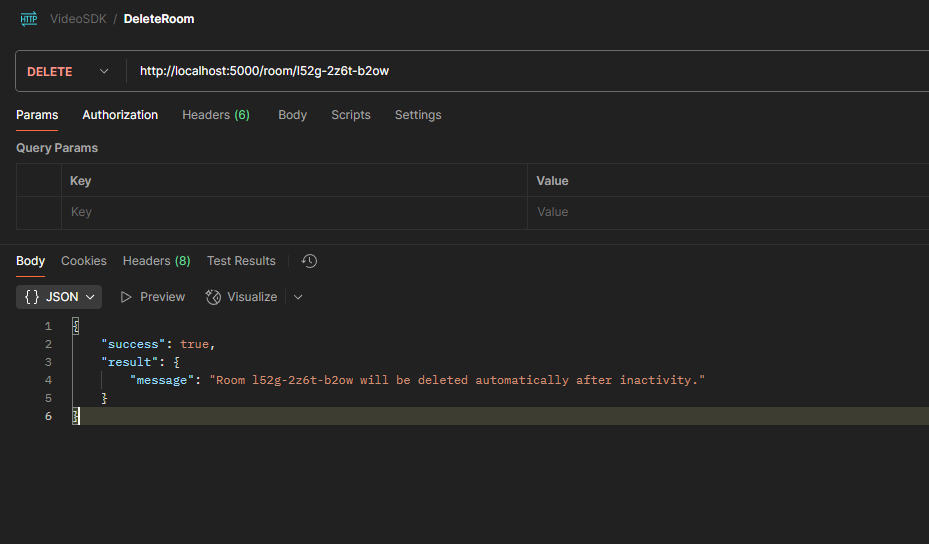 HTTP VideoSDK / DeleteRoom
DELETE http://localhost:5000/room/l52g-2z6t-b2ow
Params Authorization Headers (6) Body Scripts Settings
Query Params
Key Value
Key Value
Body Cookies Headers (8) Test Results
{} JSON Preview Visualize
1 {
2 "success": true,
3 "result": {
4 "message": "Room l52g-2z6t-b2ow will be deleted automatically after inactivity."
5 }
6 }